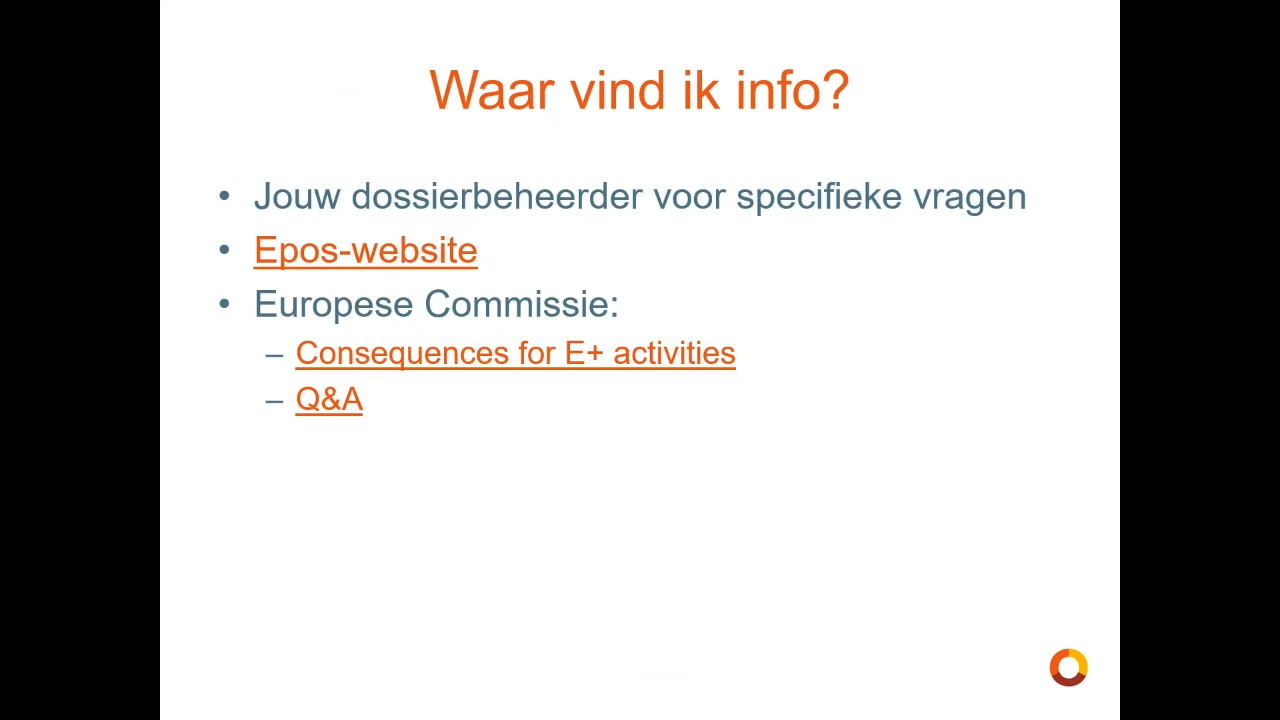 Waar vind ik info?
• Jouw dossierbeheerder voor specifieke vragen
• Epos-website
• Europese Commissie:
– Consequences for E+ activities
– Q&A